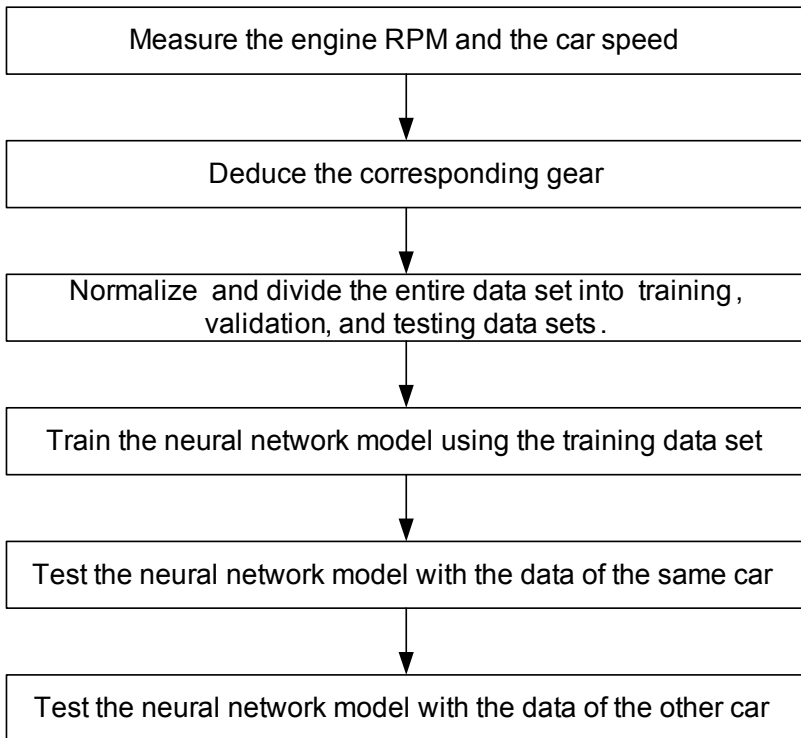 Measure the engine RPM and the car speed
Deduce the corresponding gear
Normalize and divide the entire data set into training,
validation, and testing data sets.
Train the neural network model using the training data set
Test the neural network model with the data of the same car
Test the neural network model with the data of the other car